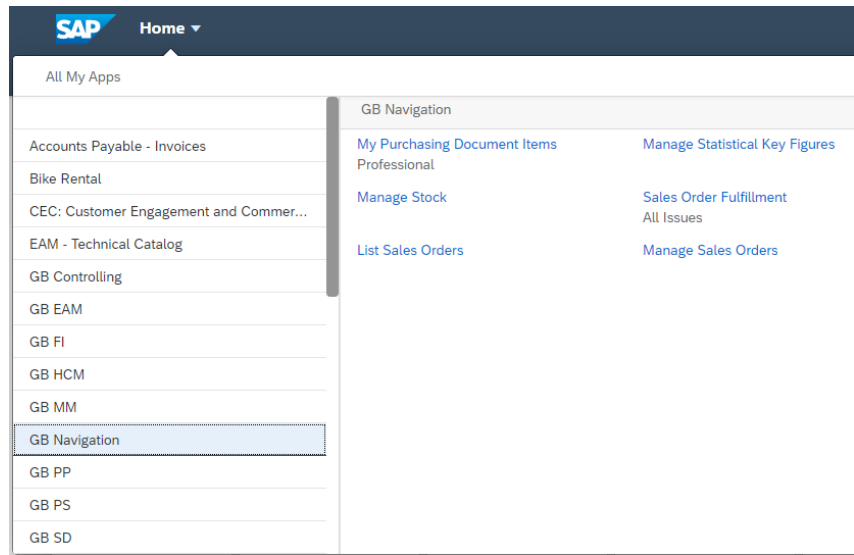 SAP Home
All My Apps
Accounts Payable - Invoices
Bike Rental
CEC: Customer Engagement and Commer...
EAM - Technical Catalog
GB Controlling
GB EAM
GB FI
GB HCM
GB MM
GB Navigation
GB PP
GB PS
GB SD
GB Navigation
My Purchasing Document Items
Professional
Manage Statistical Key Figures
Manage Stock
Sales Order Fulfillment
All Issues
List Sales Orders
Manage Sales Orders